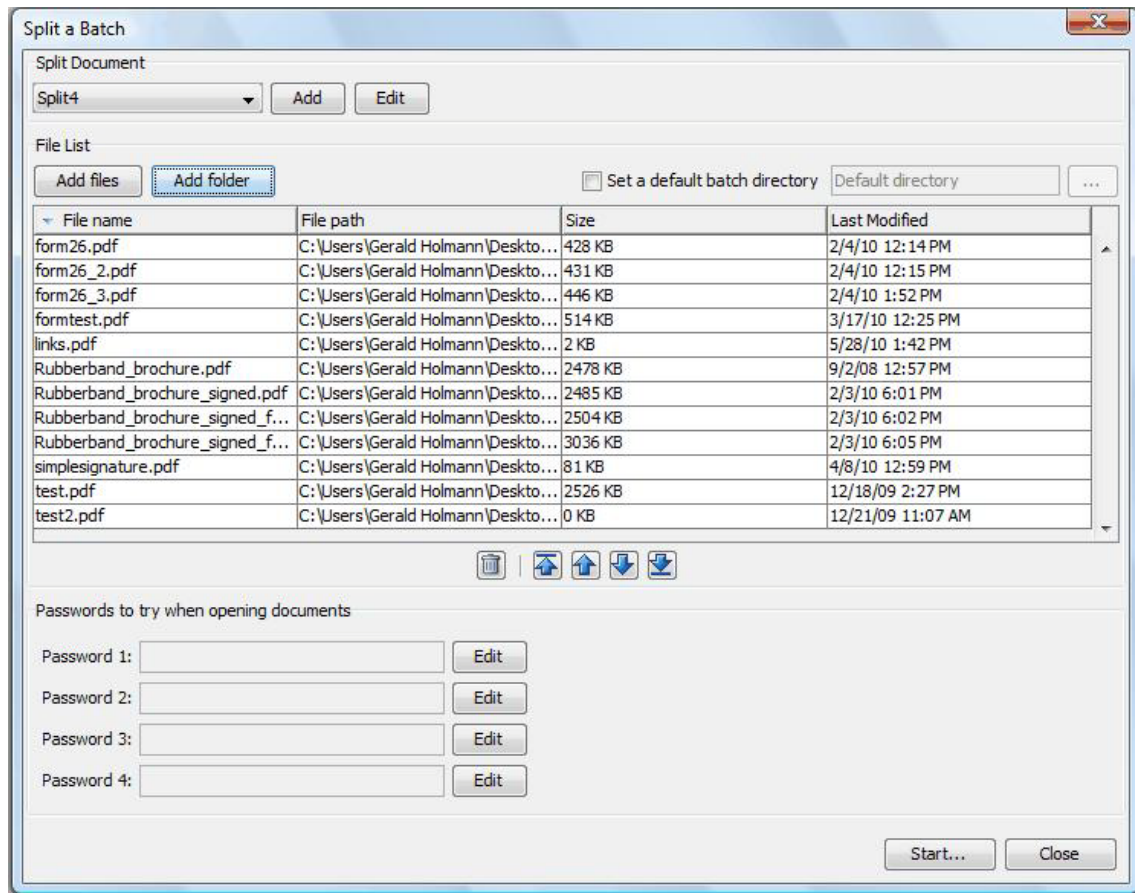 Split a Batch
Split Document
Split4 Add Edit
File List
Add files Add folder Set a default batch directory Default directory ...
File name File path Size Last Modified
form26.pdf C:\Users\Gerald Holmann\Deskto... 428 KB 2/4/10 12:14 PM
form26_2.pdf C:\Users\Gerald Holmann\Deskto... 431 KB 2/4/10 12:15 PM
form26_3.pdf C:\Users\Gerald Holmann\Deskto... 446 KB 2/4/10 1:52 PM
formtest.pdf C:\Users\Gerald Holmann\Deskto... 514 KB 3/17/10 12:25 PM
links.pdf C:\Users\Gerald Holmann\Deskto... 2 KB 5/28/10 1:42 PM
Rubberband_brochure.pdf C:\Users\Gerald Holmann\Deskto... 2478 KB 9/2/08 12:57 PM
Rubberband_brochure_signed.pdf C:\Users\Gerald Holmann\Deskto... 2485 KB 2/3/10 6:01 PM
Rubberband_brochure_signed_f... C:\Users\Gerald Holmann\Deskto... 2504 KB 2/3/10 6:02 PM
Rubberband_brochure_signed_f... C:\Users\Gerald Holmann\Deskto... 3036 KB 2/3/10 6:05 PM
simplesignature.pdf C:\Users\Gerald Holmann\Deskto... 81 KB 4/8/10 12:59 PM
test.pdf C:\Users\Gerald Holmann\Deskto... 2526 KB 12/18/09 2:27 PM
test2.pdf C:\Users\Gerald Holmann\Deskto... 0 KB 12/21/09 11:07 AM
Passwords to try when opening documents
Password 1: Edit
Password 2: Edit
Password 3: Edit
Password 4: Edit
Start... Close